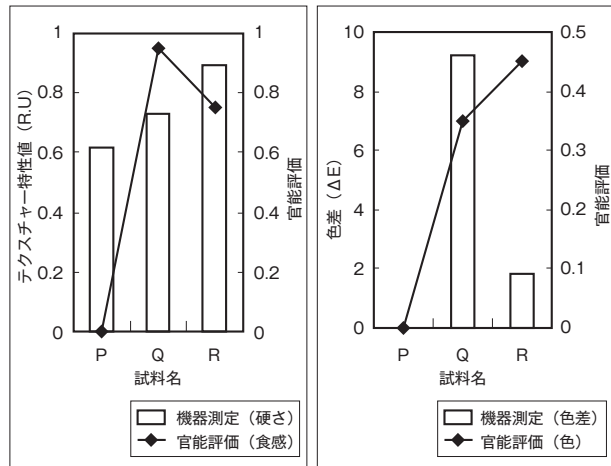 テクスチャー特性値（R.U）
1
0.8
0.6
0.4
0.2
0
1
0.8
0.6
0.4
0.2
0
官能評価
P Q R
試料名
機器測定（硬さ）
官能評価（食感）
色差（ΔE）
10
8
6
4
2
0
0.5
0.4
0.3
0.2
0.1
0
官能評価
P Q R
試料名
機器測定（色差）
官能評価（色）